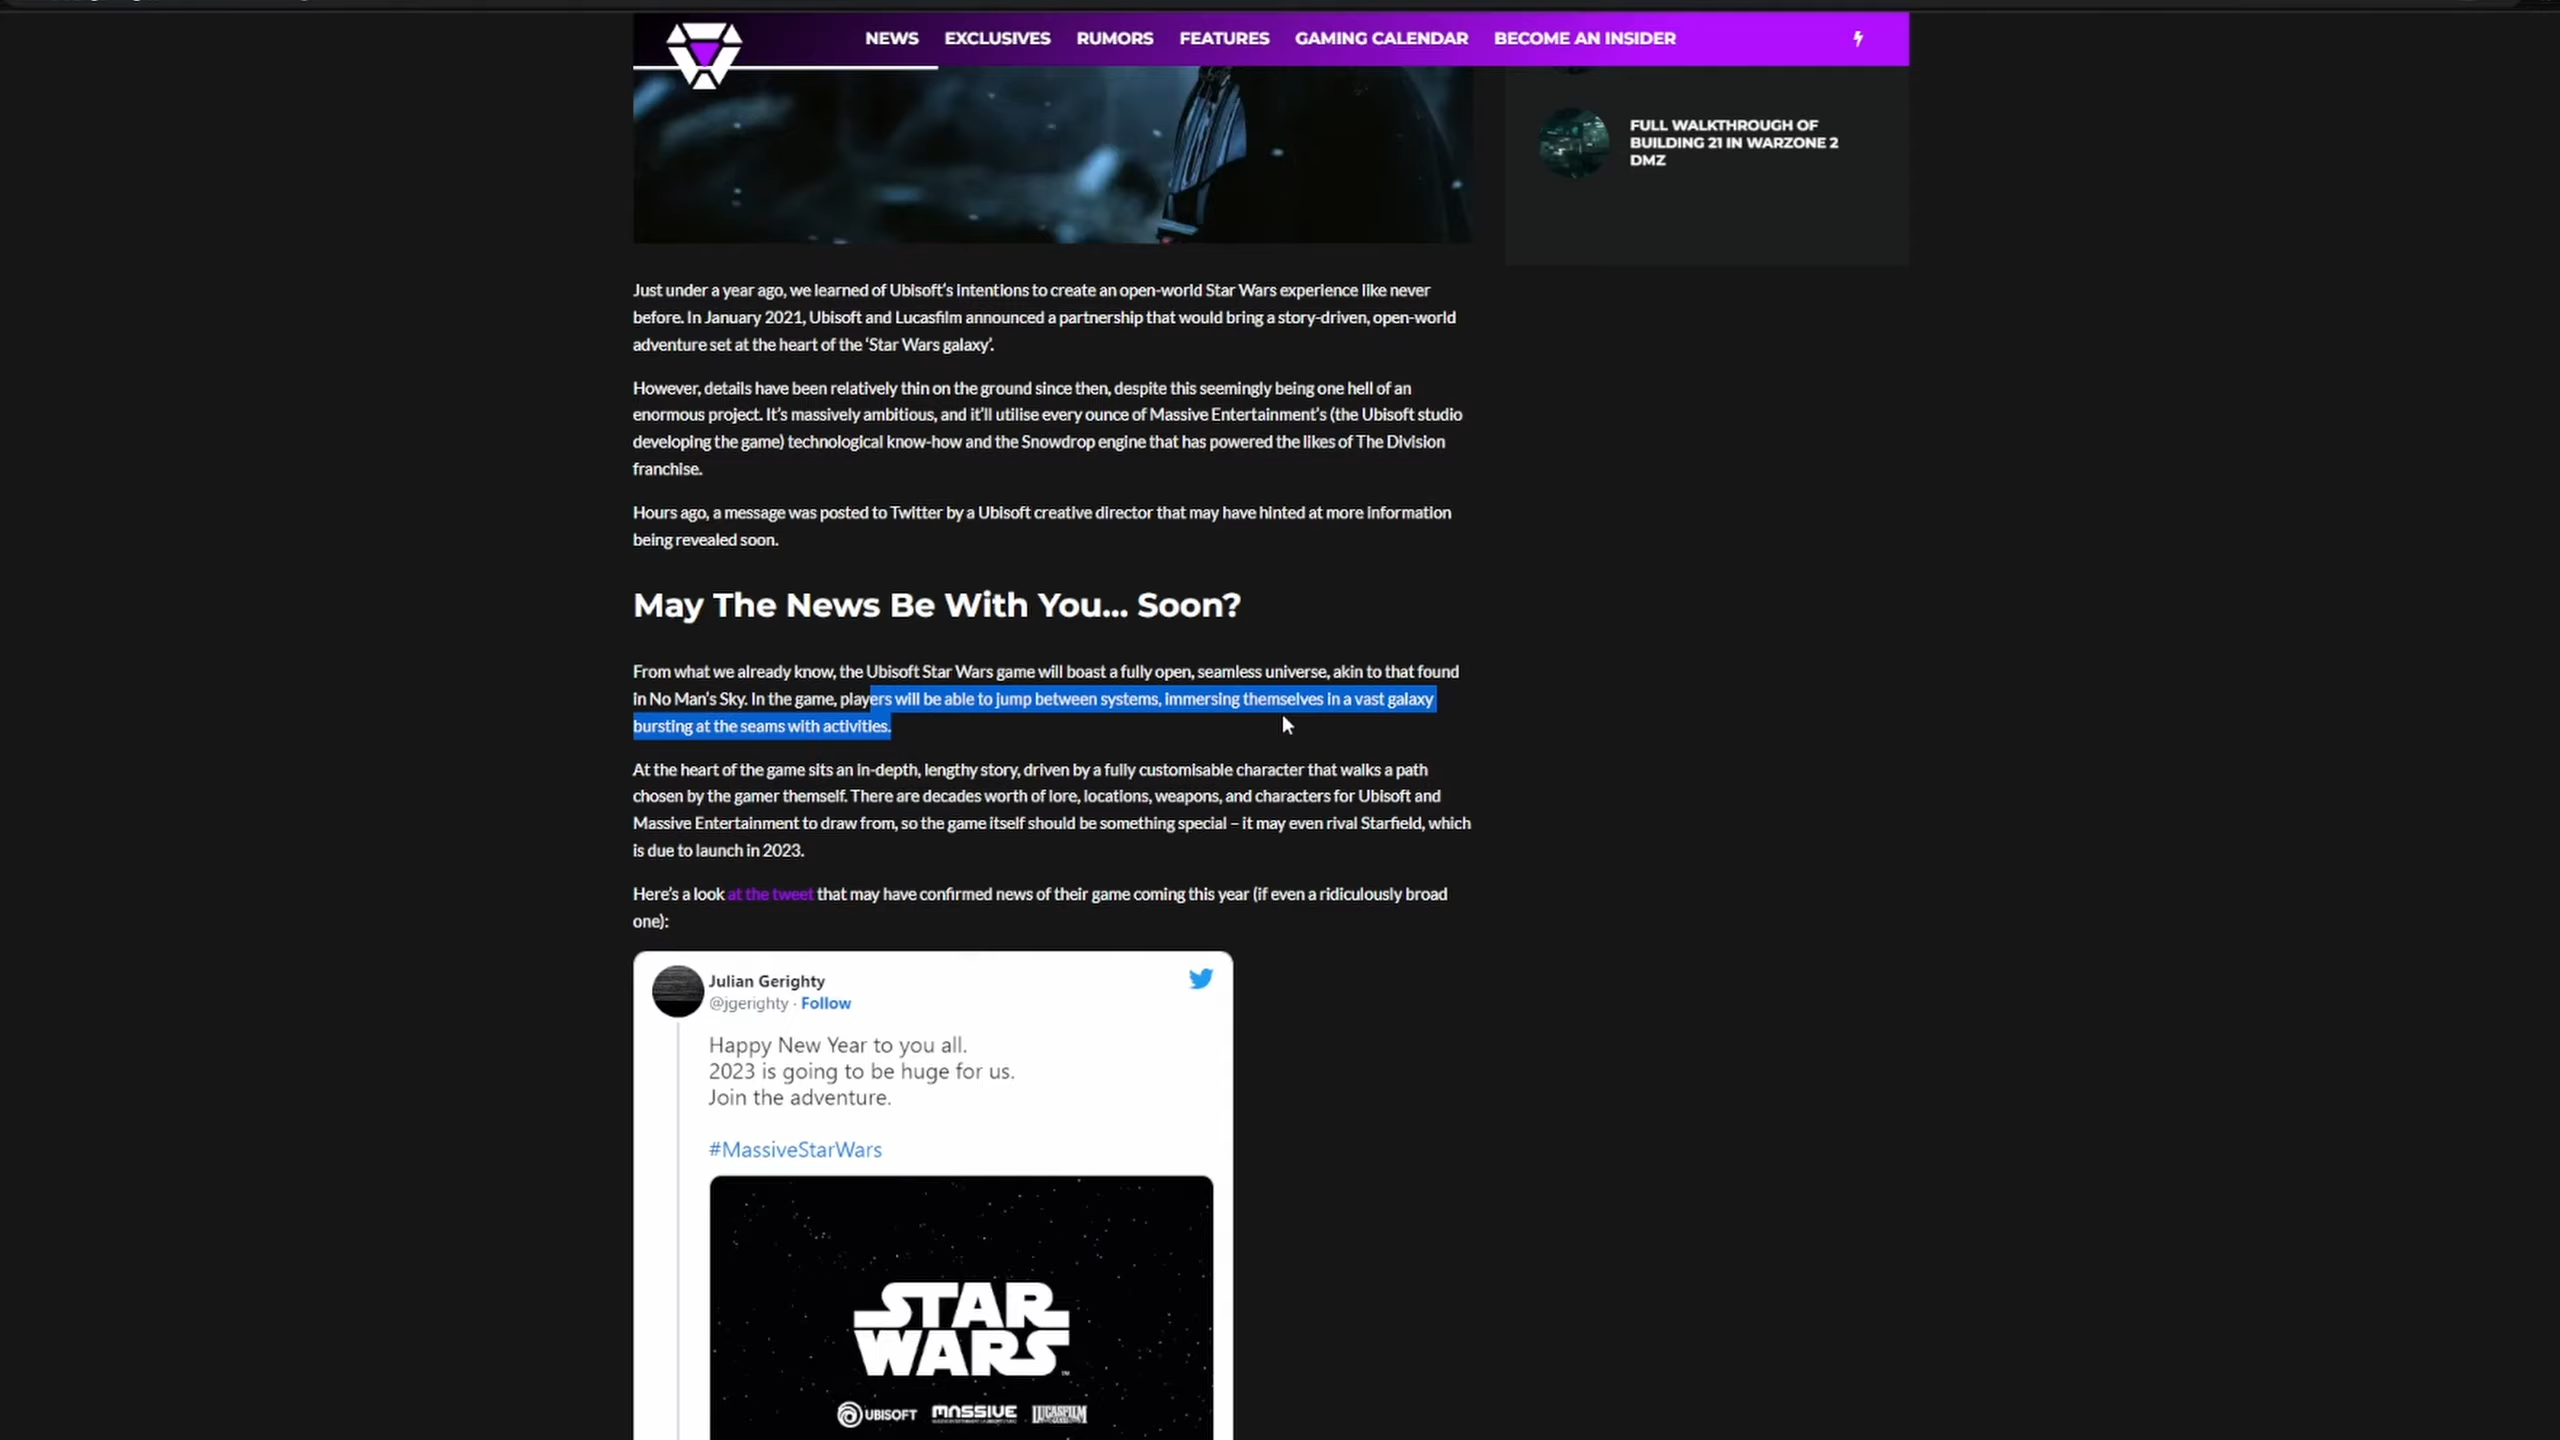 NEWS EXCLUSIVES RUMORS FEATURES GAMING CALENDAR BECOME AN INSIDER
FULL WALKTHROUGH OF
BUILDING 21 IN WARZONE 2
DMZ
Just under a year ago, we learned of Ubisoft's intentions to create an open-world Star Wars experience like never
before. In January 2021, Ubisoft and Lucasfilm announced a partnership that would bring a story-driven, open-world
adventure set at the heart of the ‘Star Wars galaxy’.
However, details have been relatively thin on the ground since then, despite this seemingly being one hell of an
enormous project. It's massively ambitious, and it'll utilise every ounce of Massive Entertainment's (the Ubisoft studio
developing the game) technological know-how and the Snowdrop engine that has powered the likes of The Division
franchise.
Hours ago, a message was posted to Twitter by a Ubisoft creative director that may have hinted at more information
being revealed soon.
May The News Be With You... Soon?
From what we already know, the Ubisoft Star Wars game will boast a fully open, seamless universe, akin to that found
in No Man's Sky. In the game, players will be able to jump between systems, immersing themselves in a vast galaxy
bursting at the seams with activities.
At the heart of the game sits an in-depth, lengthy story, driven by a fully customisable character that walks a path
chosen by the gamer themself. There are decades worth of lore, locations, weapons, and characters for Ubisoft and
Massive Entertainment to draw from, so the game itself should be something special – it may even rival Starfield, which
is due to launch in 2023.
Here's a look at the tweet that may have confirmed news of their game coming this year (if even a ridiculously broad
one):
Julian Gerighty
@jgerighty · Follow
Happy New Year to you all.
2023 is going to be huge for us.
Join the adventure.
#MassiveStarWars
STAR
WARS
UBISOFT MASSIVE LUCASFILM